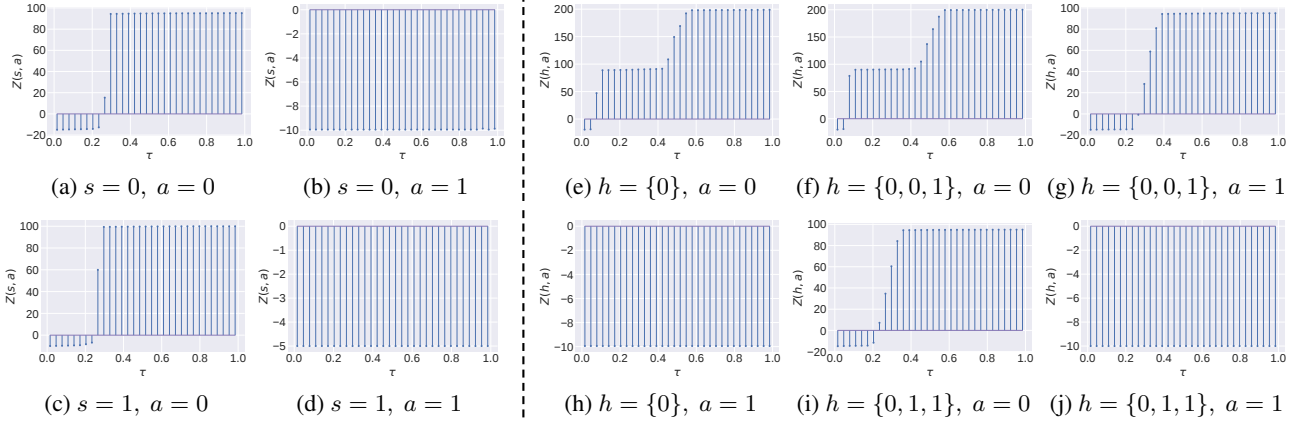 100
80
60
40
20
0
−20
0.0 0.2 0.4 0.6 0.8 1.0
Z(s, a)
τ
(a) s = 0, a = 0
0
−2
−4
−6
−8
−10
0.0 0.2 0.4 0.6 0.8 1.0
Z(s, a)
τ
(b) s = 0, a = 1
200
150
100
50
0
0.0 0.2 0.4 0.6 0.8 1.0
Z(h, a)
τ
(e) h = {0}, a = 0
200
150
100
50
0
0.0 0.2 0.4 0.6 0.8 1.0
Z(h, a)
τ
(f) h = {0, 0, 1}, a = 0
100
80
60
40
20
0
−20
0.0 0.2 0.4 0.6 0.8 1.0
Z(h, a)
τ
(g) h = {0, 0, 1}, a = 1
100
80
60
40
20
0
0.0 0.2 0.4 0.6 0.8 1.0
Z(s, a)
τ
(c) s = 1, a = 0
0
−1
−2
−3
−4
−5
0.0 0.2 0.4 0.6 0.8 1.0
Z(s, a)
τ
(d) s = 1, a = 1
0
−2
−4
−6
−8
−10
0.0 0.2 0.4 0.6 0.8 1.0
Z(h, a)
τ
(h) h = {0}, a = 1
100
80
60
40
20
0
−20
0.0 0.2 0.4 0.6 0.8 1.0
Z(h, a)
τ
(i) h = {0, 1, 1}, a = 0
0
−2
−4
−6
−8
−10
0.0 0.2 0.4 0.6 0.8 1.0
Z(h, a)
τ
(j) h = {0, 1, 1}, a = 1